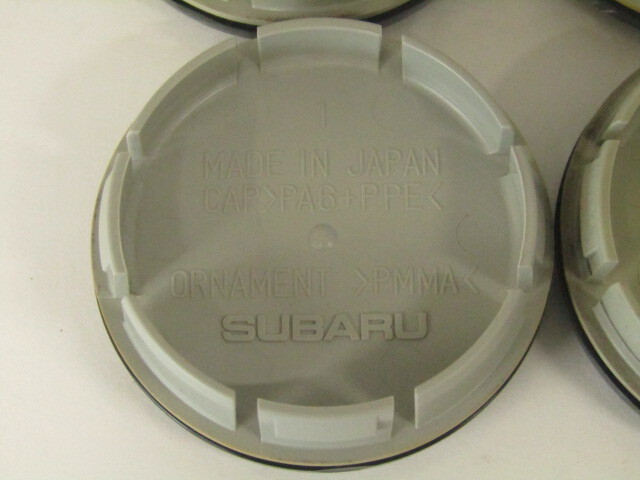 1
MADE IN JAPAN
CAP>PA6+PPE<
ORNAMENT >PMMA<
SUBARU